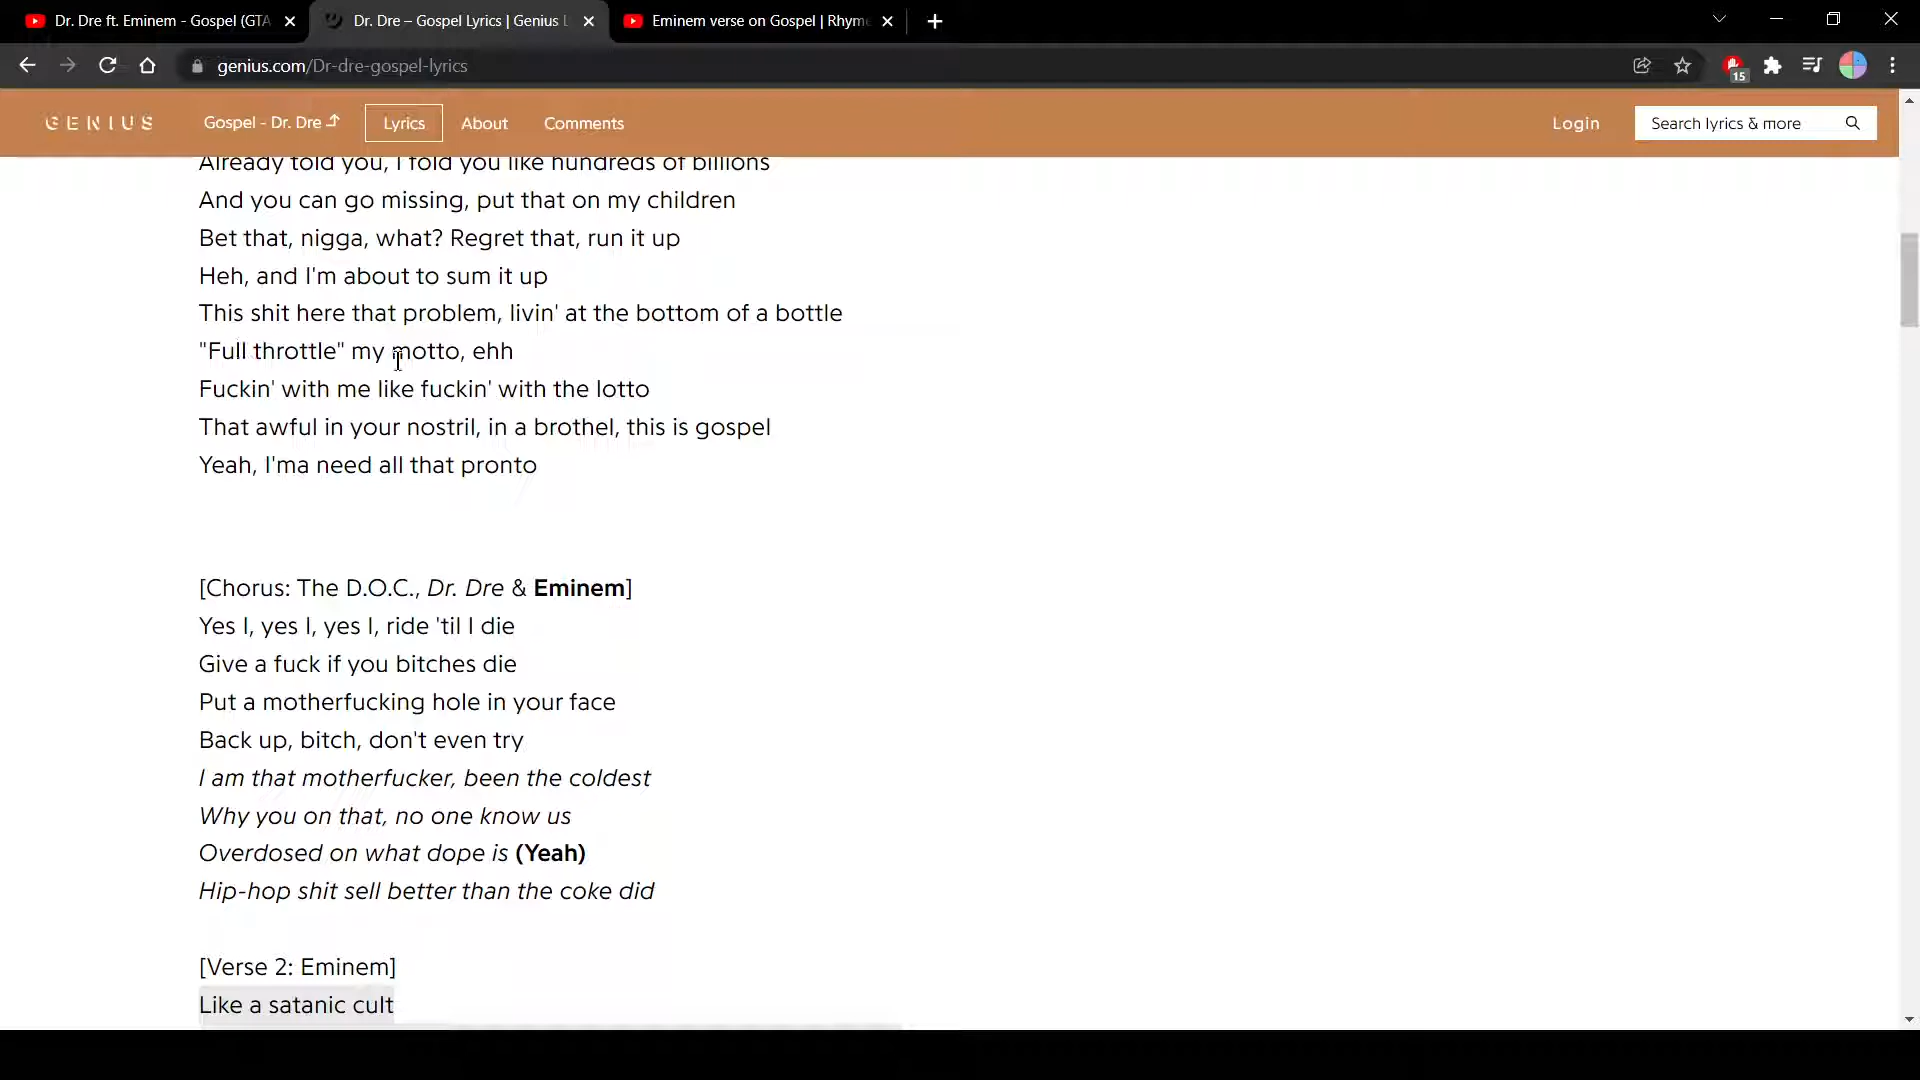 Dr. Dre ft. Eminem - Gospel (GTA
Dr. Dre – Gospel Lyrics | Genius L
Eminem verse on Gospel | Rhyme
genius.com/Dr-dre-gospel-lyrics
15
GENIUS
Gospel - Dr. Dre
Lyrics
About
Comments
Login
Search lyrics & more
Already told you, I fold you like hundreds of billions
And you can go missing, put that on my children
Bet that, nigga, what? Regret that, run it up
Heh, and I'm about to sum it up
This shit here that problem, livin' at the bottom of a bottle
"Full throttle" my motto, ehh
Fuckin' with me like fuckin' with the lotto
That awful in your nostril, in a brothel, this is gospel
Yeah, I'ma need all that pronto
[Chorus: The D.O.C., Dr. Dre & Eminem]
Yes I, yes I, yes I, ride 'til I die
Give a fuck if you bitches die
Put a motherfucking hole in your face
Back up, bitch, don't even try
I am that motherfucker, been the coldest
Why you on that, no one know us
Overdosed on what dope is (Yeah)
Hip-hop shit sell better than the coke did
[Verse 2: Eminem]
Like a satanic cult